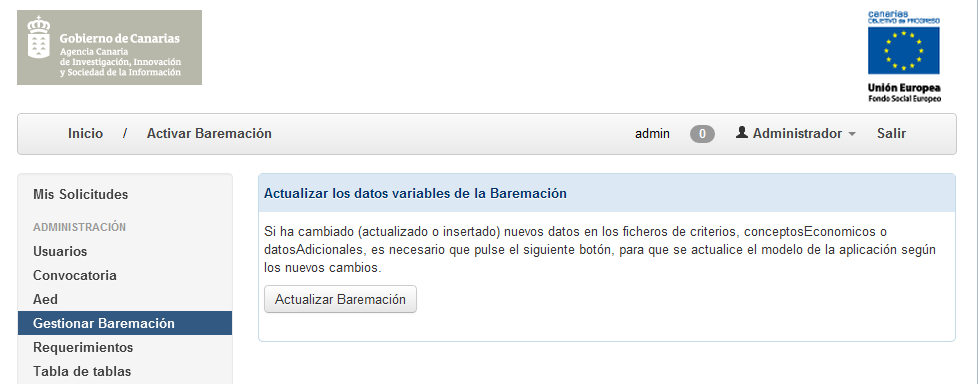 Gobierno de Canarias
Agencia Canaria
de Investigación, Innovación
y Sociedad de la Información
canarias
OBJETIVO DE PROGRESO
Unión Europea
Fondo Social Europeo
Inicio / Activar Baremación admin 0 Administrador Salir
Mis Solicitudes
ADMINISTRACIÓN
Usuarios
Convocatoria
Aed
Gestionar Baremación
Requerimientos
Tabla de tablas
Actualizar los datos variables de la Baremación
Si ha cambiado (actualizado o insertado) nuevos datos en los ficheros de criterios, conceptosEconomicos o
datosAdicionales, es necesario que pulse el siguiente botón, para que se actualice el modelo de la aplicación según
los nuevos cambios.
Actualizar Baremación